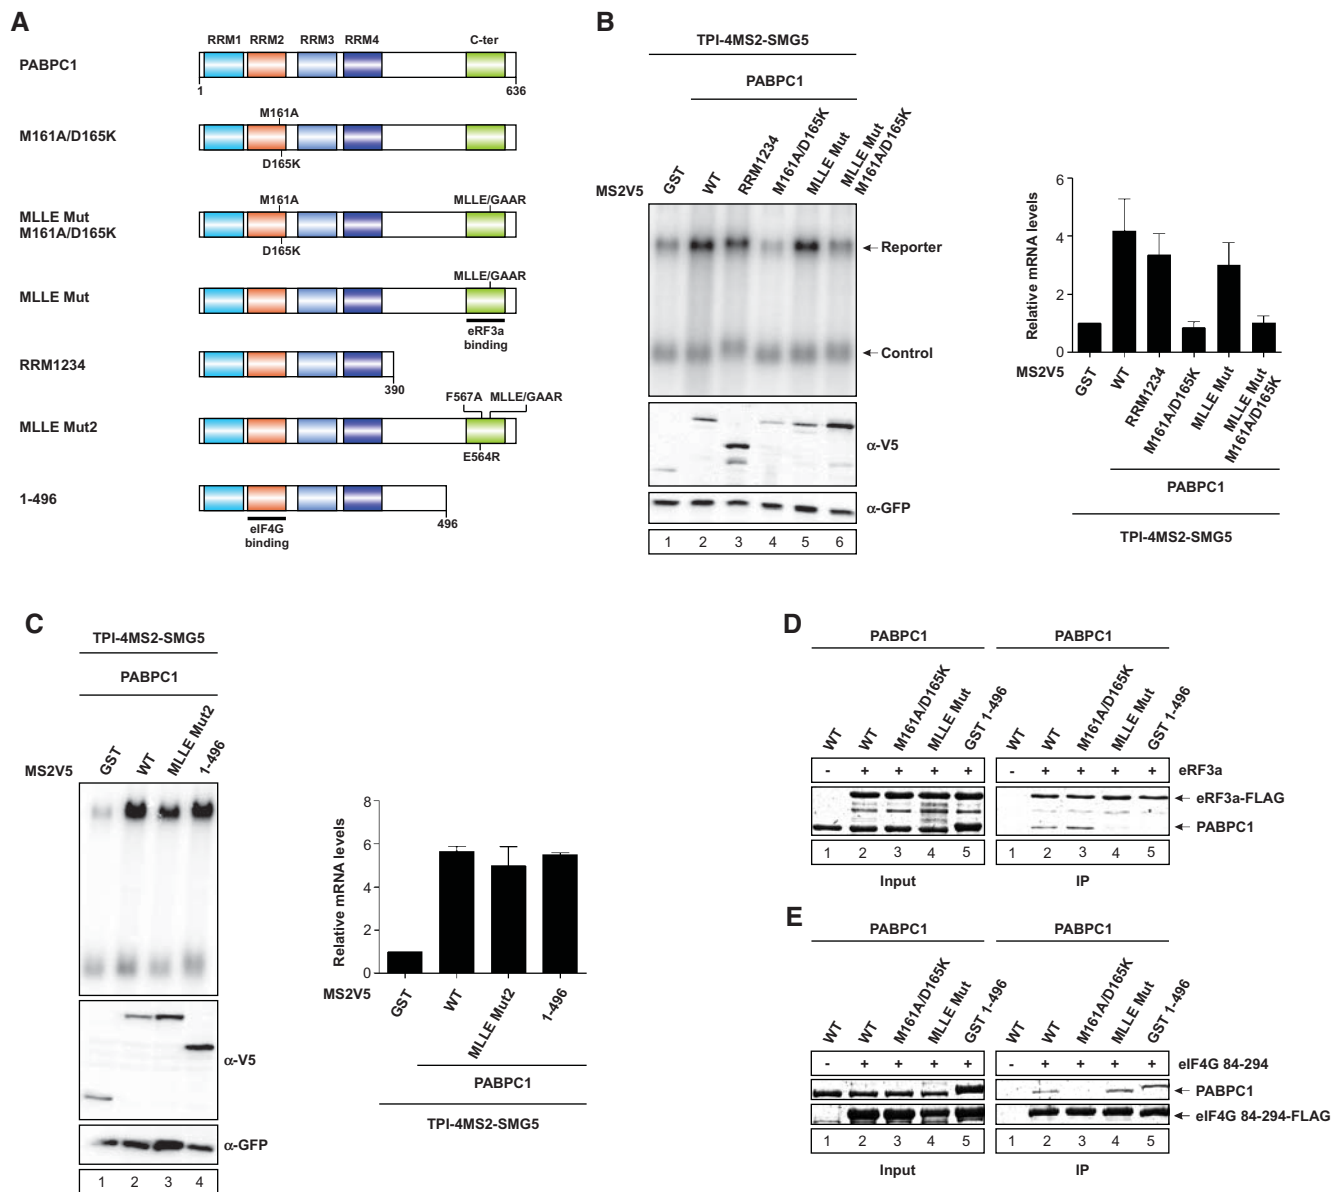 A
RRM1 RRM2 RRM3 RRM4 C-ter
PABPC1
1 636
M161A
M161A/D165K
D165K
M161A MLLE/GAAR
MLLE Mut
M161A/D165K
D165K
MLLE/GAAR
MLLE Mut
eRF3a
binding
RRM1234
390
F567A MLLE/GAAR
MLLE Mut2
E564R
1-496
496
eIF4G
binding
B
TPI-4MS2-SMG5
PABPC1
MS2V5
GST
WT
RRM1234
M161A/D165K
MLLE Mut
MLLE Mut
M161A/D165K
Reporter
Control
α-V5
α-GFP
1 2 3 4 5 6
Relative mRNA levels
6
4
2
0
MS2V5
GST
WT
RRM1234
M161A/D165K
MLLE Mut
MLLE Mut
M161A/D165K
PABPC1
TPI-4MS2-SMG5
C
TPI-4MS2-SMG5
PABPC1
MS2V5
GST
WT
MLLE Mut2
1-496
α-V5
α-GFP
1 2 3 4
Relative mRNA levels
8
6
4
2
0
MS2V5
GST
WT
MLLE Mut2
1-496
PABPC1
TPI-4MS2-SMG5
D
PABPC1 PABPC1
WT
WT
M161A/D165K
MLLE Mut
GST 1-496
WT
WT
M161A/D165K
MLLE Mut
GST 1-496
- + + + + - + + + + eRF3a
eRF3a-FLAG
PABPC1
1 2 3 4 5 1 2 3 4 5
Input IP
E
PABPC1 PABPC1
WT
WT
M161A/D165K
MLLE Mut
GST 1-496
WT
WT
M161A/D165K
MLLE Mut
GST 1-496
- + + + + - + + + + eIF4G 84-294
PABPC1
eIF4G 84-294-FLAG
1 2 3 4 5 1 2 3 4 5
Input IP